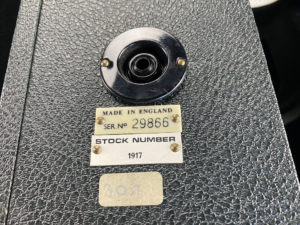 MADE IN ENGLAND
SER. Nº 29866
STOCK NUMBER
1917